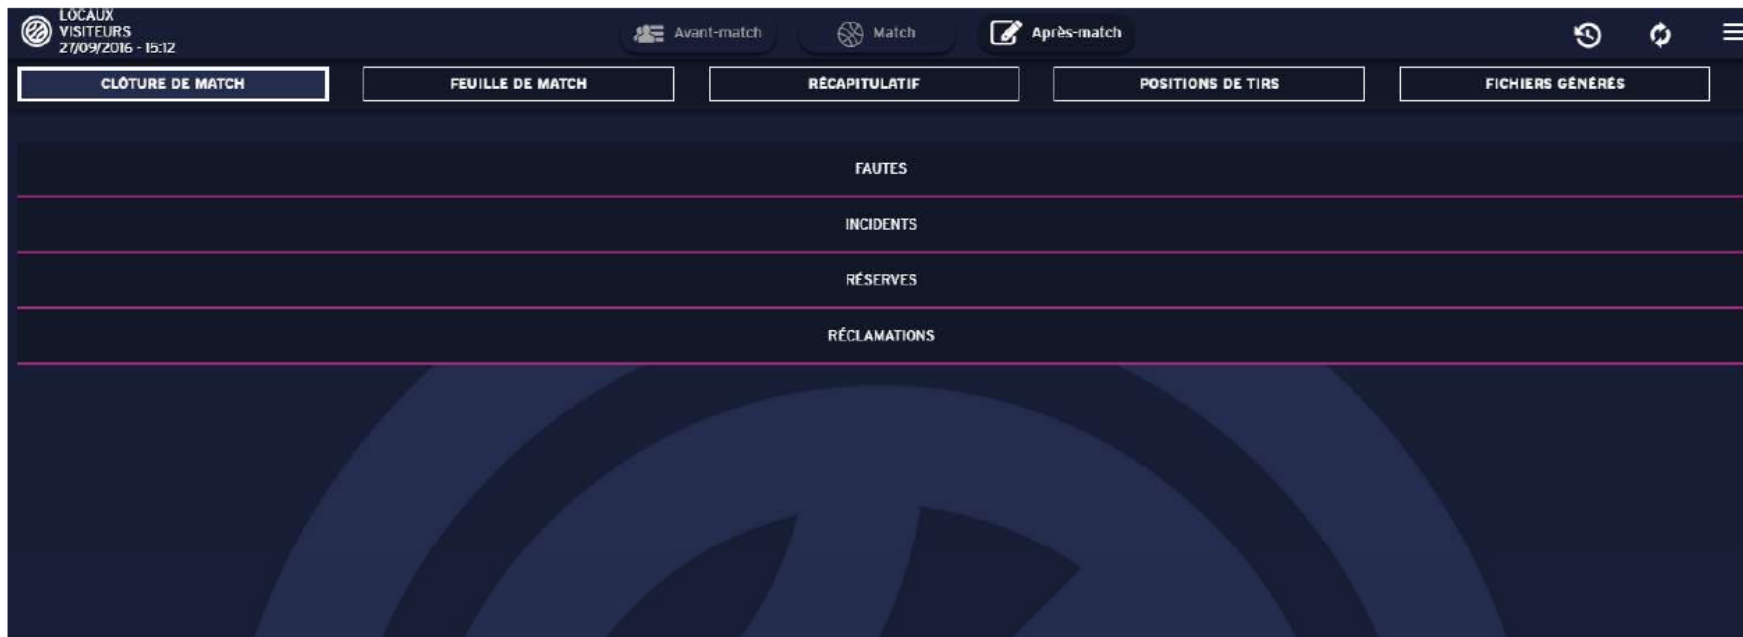 LOCAUX
VISITEURS
27/09/2016 - 15:12
Avant-match
Match
Après-match
CLÔTURE DE MATCH
FEUILLE DE MATCH
RÉCAPITULATIF
POSITIONS DE TIRS
FICHIERS GÉNÉRÉS
FAUTES
INCIDENTS
RÉSERVES
RÉCLAMATIONS